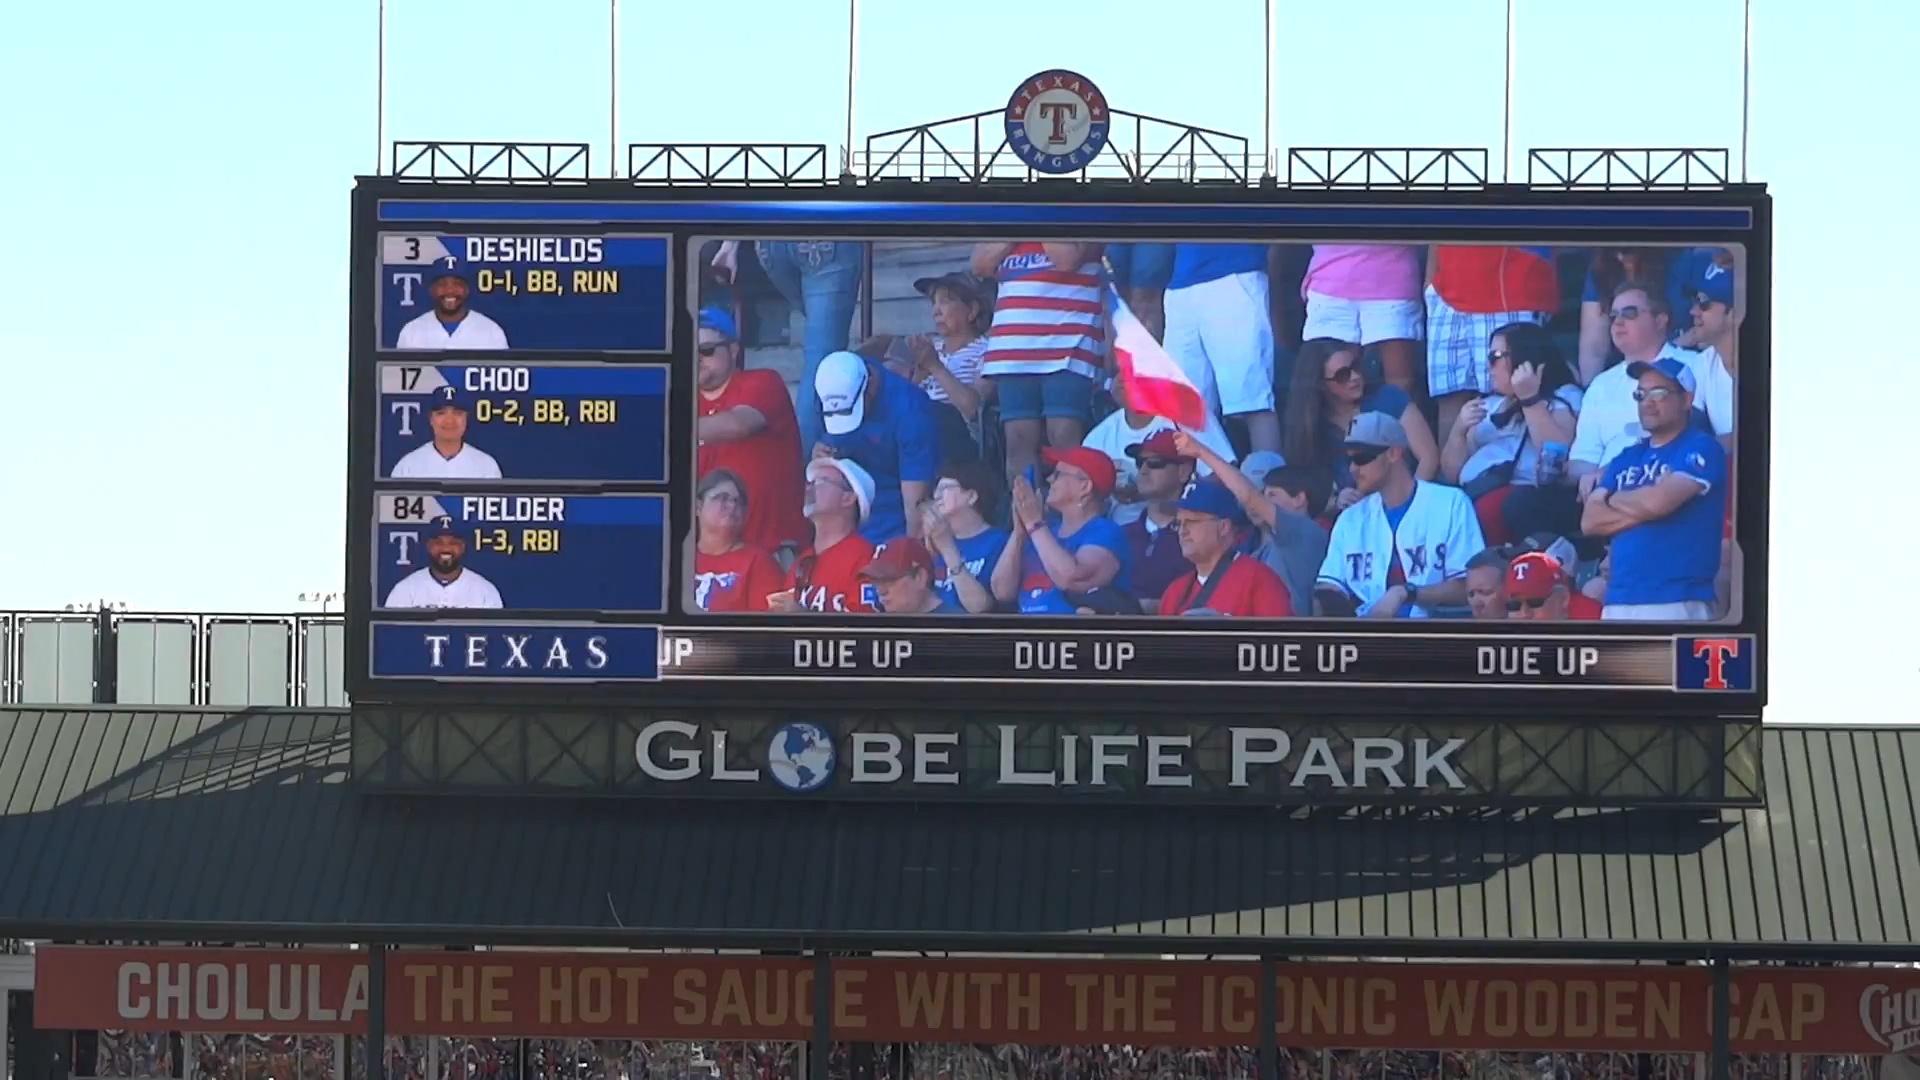 TEXAS
T
RANGERS
3 DESHIELDS
T
0-1, BB, RUN
17 CHOO
T
0-2, BB, RBI
84 FIELDER
T
1-3, RBI
TEXAS
TEXAS
T
TEXAS UP DUE UP DUE UP DUE UP DUE UP T
GLOBE LIFE PARK
CHOLULA THE HOT SAUCE WITH THE ICONIC WOODEN CAP